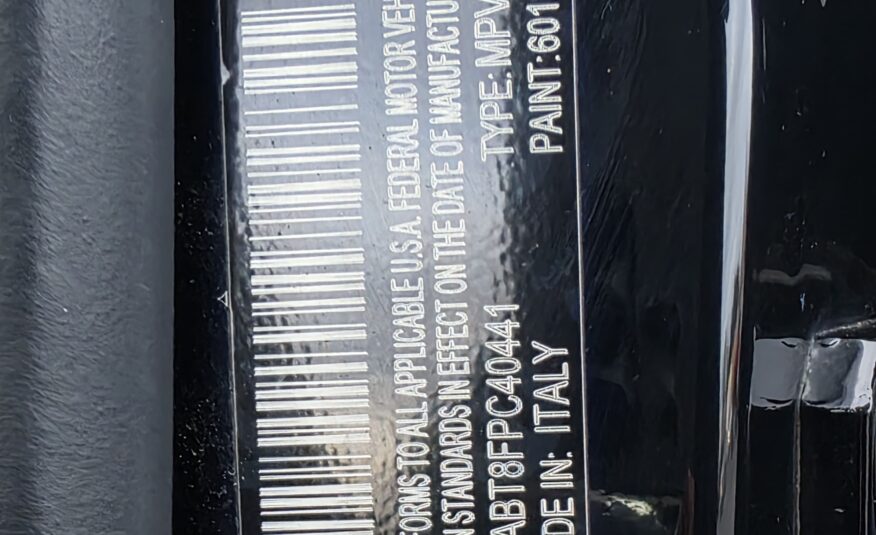 FORMS TO ALL APPLICABLE U.S.A. FEDERAL MOTOR VEH
N STANDARDS IN EFFECT ON THE DATE OF MANUFACTU
ABT8FPC40441 TYPE: MPV
DE IN: ITALY PAINT:601